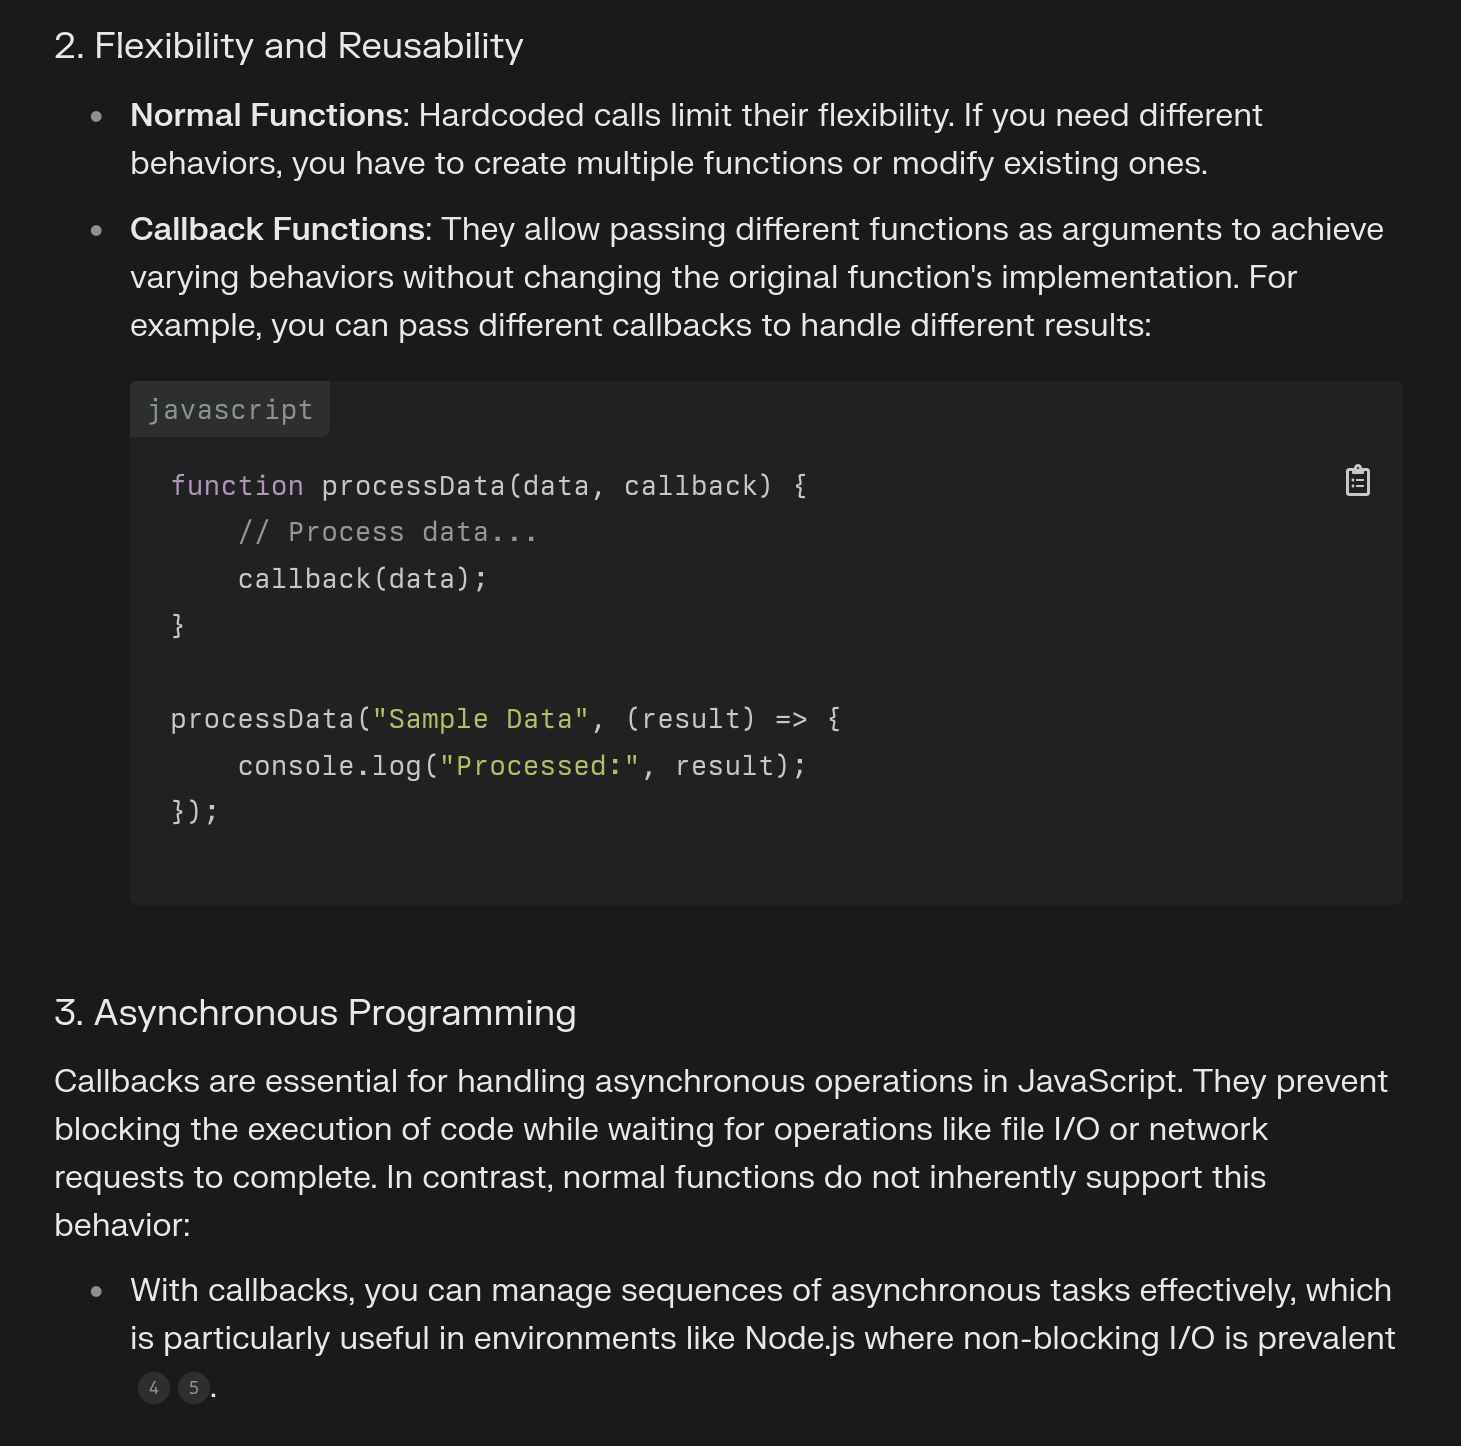 2. Flexibility and Reusability
• Normal Functions: Hardcoded calls limit their flexibility. If you need different
behaviors, you have to create multiple functions or modify existing ones.
• Callback Functions: They allow passing different functions as arguments to achieve
varying behaviors without changing the original function's implementation. For
example, you can pass different callbacks to handle different results:
javascript
function processData(data, callback) {
    // Process data...
    callback(data);
}

processData("Sample Data", (result) => {
    console.log("Processed:", result);
});
3. Asynchronous Programming
Callbacks are essential for handling asynchronous operations in JavaScript. They prevent
blocking the execution of code while waiting for operations like file I/O or network
requests to complete. In contrast, normal functions do not inherently support this
behavior:
• With callbacks, you can manage sequences of asynchronous tasks effectively, which
is particularly useful in environments like Node.js where non-blocking I/O is prevalent
4 5.